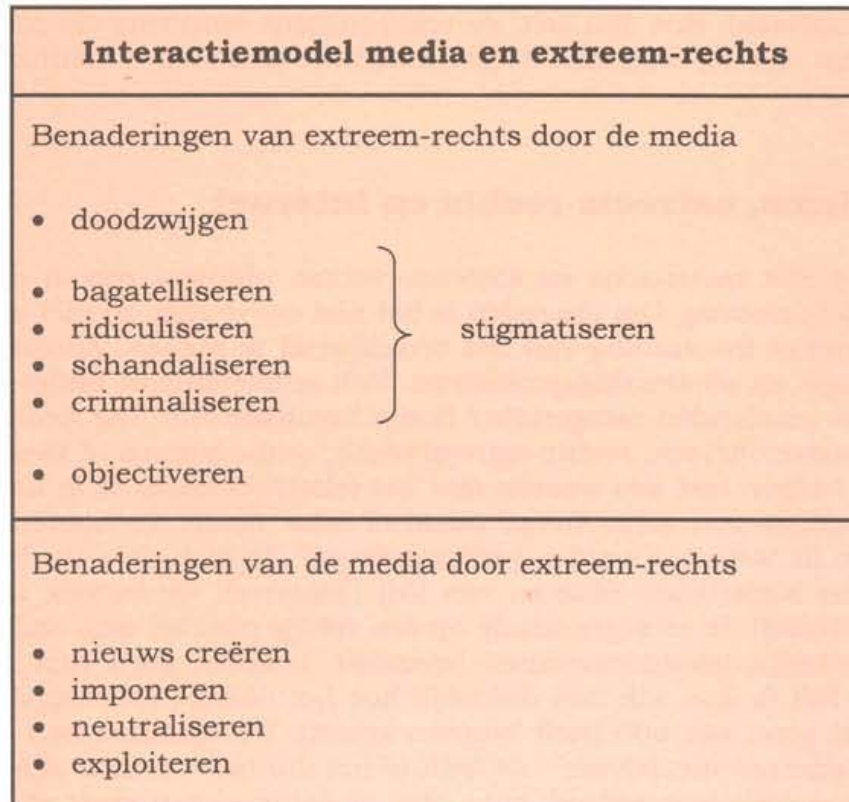 Interactiemodel media en extreem-rechts
Benaderingen van extreem-rechts door de media
• doodzwijgen
• bagatelliseren
• ridiculiseren
• schandaliseren
• criminaliseren
stigmatiseren
• objectiveren
Benaderingen van de media door extreem-rechts
• nieuws creëren
• imponeren
• neutraliseren
• exploiteren